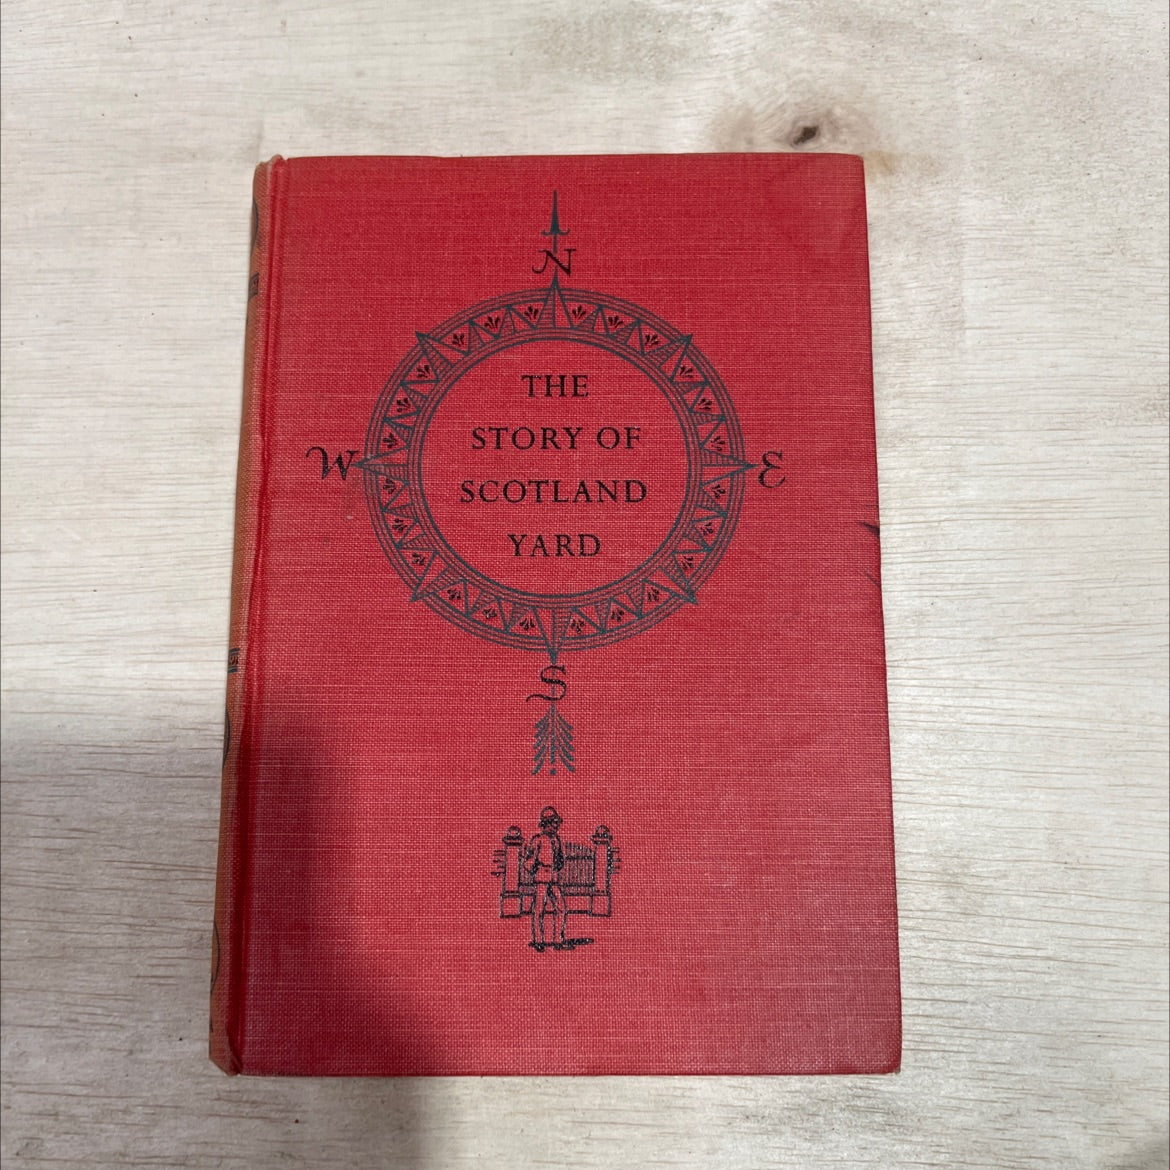 N
THE
STORY OF
W
E
SCOTLAND
YARD
S